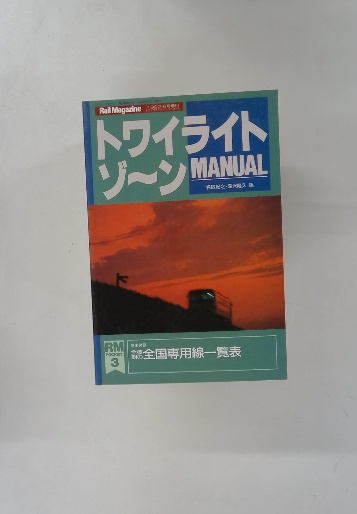 Rail Magazine
トワイライト
ゾ〜ン MANUAL
RM
POCKET
3
全国専用線一覧表